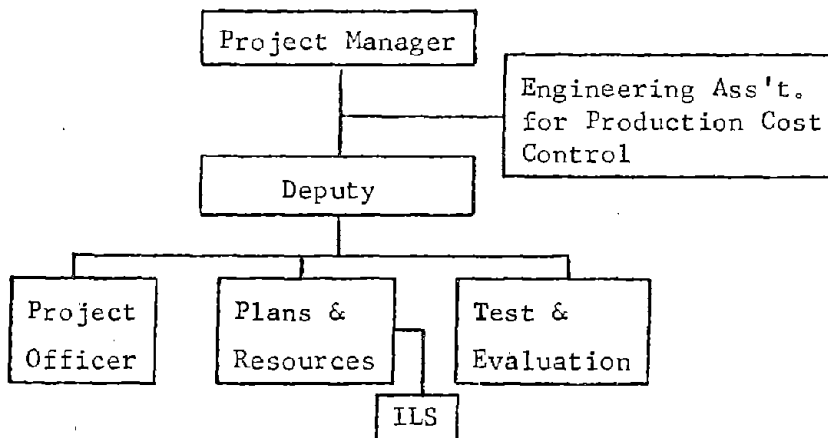 Project Manager
Engineering Ass't.
for Production Cost
Control
Deputy
Project
Officer
Plans &
Resources
Test &
Evaluation
ILS